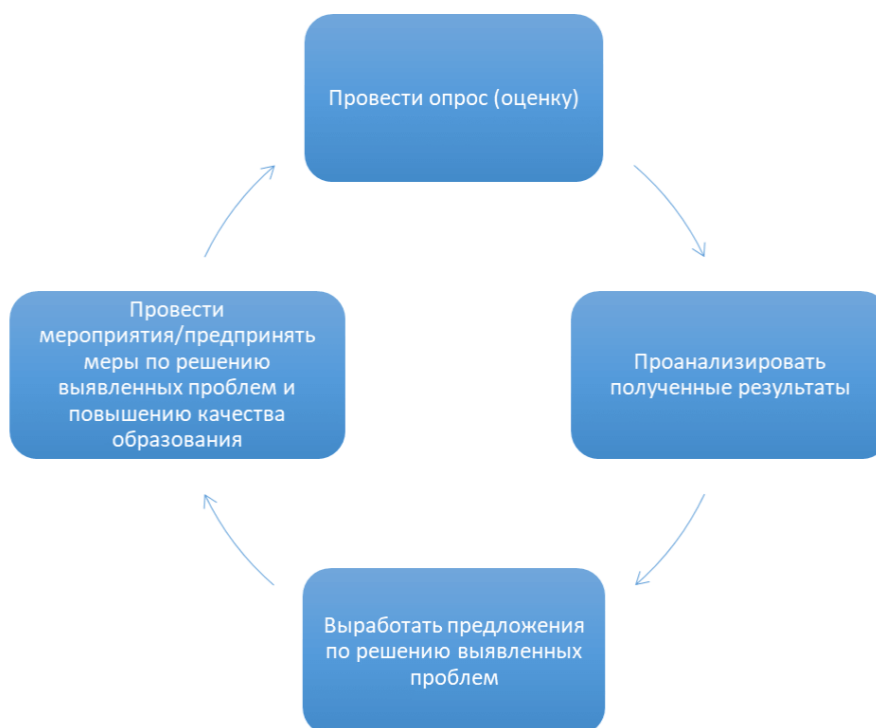 Провести опрос (оценку)
Провести
мероприятия/предпринять
меры по решению
выявленных проблем и
повышению качества
образования
Проанализировать
полученные результаты
Выработать предложения
по решению выявленных
проблем